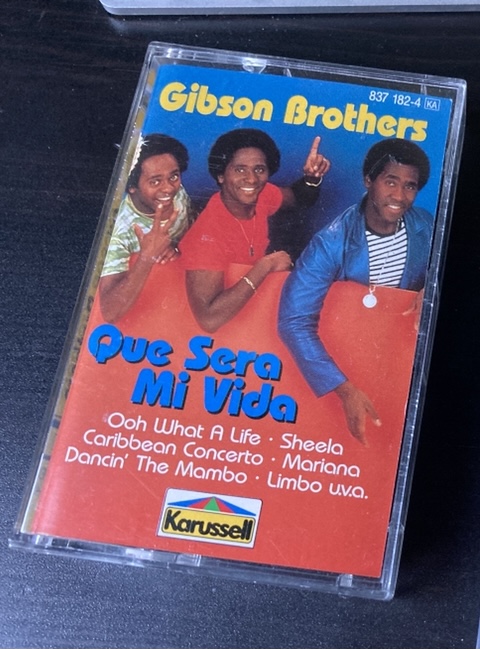 837 182-4 KA
Gibson Brothers
Que Sera
Mi Vida
Ooh What A Life · Sheela
Caribbean Concerto · Mariana
Dancin' The Mambo · Limbo u.v.a.
Karussell